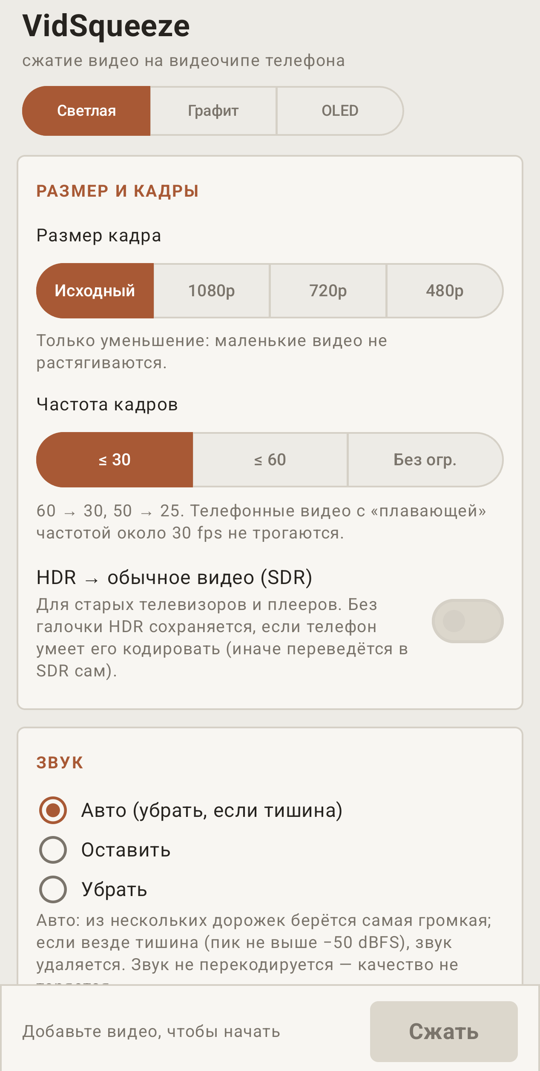 VidSqueeze
сжатие видео на видеочипе телефона
Светлая Графит OLED
РАЗМЕР И КАДРЫ
Размер кадра
Исходный 1080p 720p 480p
Только уменьшение: маленькие видео не
растягиваются.
Частота кадров
≤ 30 ≤ 60 Без огр.
60 → 30, 50 → 25. Телефонные видео с «плавающей»
частотой около 30 fps не трогаются.
HDR → обычное видео (SDR)
Для старых телевизоров и плееров. Без
галочки HDR сохраняется, если телефон
умеет его кодировать (иначе переведётся в
SDR сам).
ЗВУК
Авто (убрать, если тишина)
Оставить
Убрать
Авто: из нескольких дорожек берётся самая громкая;
если везде тишина (пик не выше −50 dBFS), звук
удаляется. Звук не перекодируется — качество не
Добавьте видео, чтобы начать
Сжать